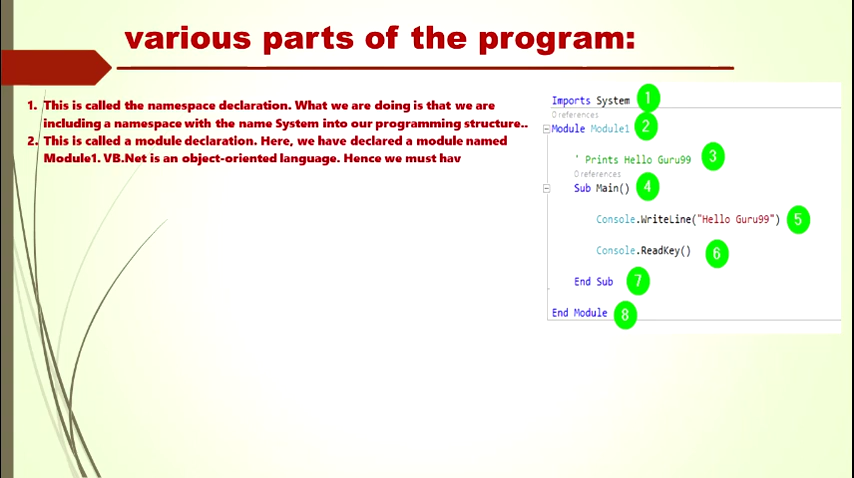 various parts of the program:
1. This is called the namespace declaration. What we are doing is that we are
including a namespace with the name System into our programming structure..
2. This is called a module declaration. Here, we have declared a module named
Module1. VB.Net is an object-oriented language. Hence we must hav
Imports System 1
0 references
Module Module1 2
' Prints Hello Guru99 3
0 references
Sub Main() 4
Console.WriteLine("Hello Guru99") 5
Console.ReadKey() 6
End Sub 7
End Module 8